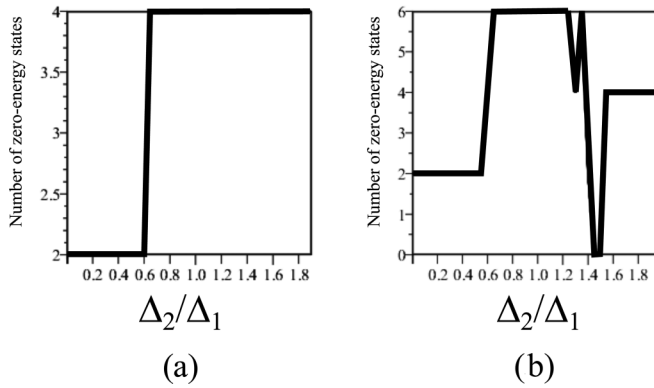 Number of zero-energy states
4
3.5
3
2.5
2
0.2 0.4 0.6 0.8 1.0 1.2 1.4 1.6 1.8
Δ₂/Δ₁
(a)
Number of zero-energy states
6
5
4
3
2
1
0
0.2 0.4 0.6 0.8 1.0 1.2 1.4 1.6 1.8
Δ₂/Δ₁
(b)